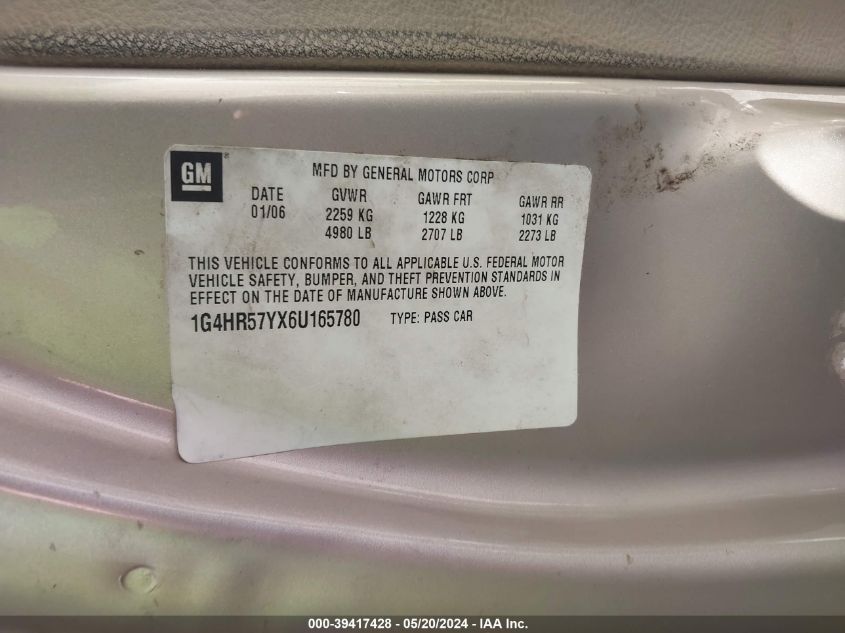 GM ® MFD BY GENERAL MOTORS CORP
DATE GVWR GAWR FRT GAWR RR
01/06 2259 KG 1228 KG 1031 KG
4980 LB 2707 LB 2273 LB
THIS VEHICLE CONFORMS TO ALL APPLICABLE U.S. FEDERAL MOTOR
VEHICLE SAFETY, BUMPER, AND THEFT PREVENTION STANDARDS IN
EFFECT ON THE DATE OF MANUFACTURE SHOWN ABOVE.
1G4HR57YX6U165780 TYPE: PASS CAR
000-39417428 - 05/20/2024 - IAA Inc.